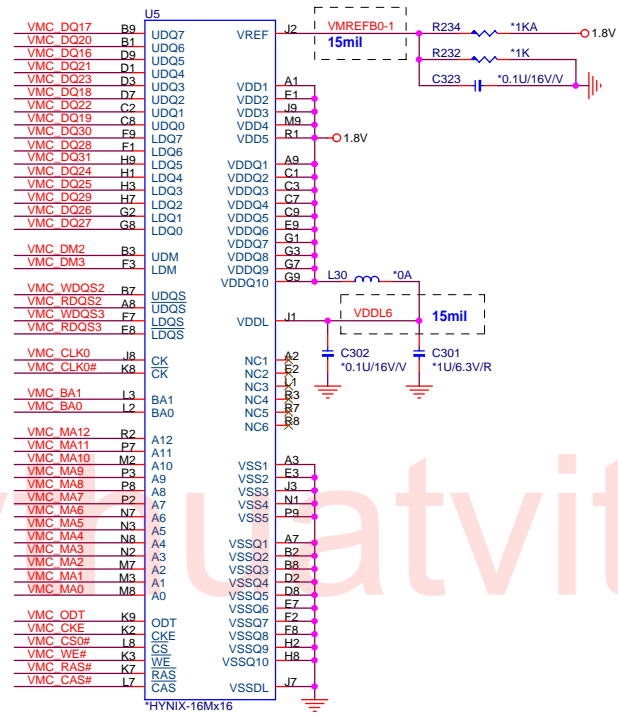 U5
VMC_DQ17 B9 UDQ7 VREF J2 VMREFB0-1 R234 *1KA 1.8V
VMC_DQ20 B1 UDQ6 15mil
VMC_DQ16 D9 UDQ5 R232 *1K
VMC_DQ21 D1 UDQ4
VMC_DQ23 D3 UDQ3 VDD1 A1 C323 *0.1U/16V/V
VMC_DQ18 D7 UDQ2 VDD2 E1
VMC_DQ22 C2 UDQ1 VDD3 J9
VMC_DQ19 C8 UDQ0 VDD4 M9
VMC_DQ30 F9 LDQ7 VDD5 R1 1.8V
VMC_DQ28 F1 LDQ6
VMC_DQ31 H9 LDQ5 VDDQ1 A9
VMC_DQ24 H1 LDQ4 VDDQ2 C1
VMC_DQ25 H3 LDQ3 VDDQ3 C3
VMC_DQ29 H7 LDQ2 VDDQ4 C7
VMC_DQ26 G2 LDQ1 VDDQ5 C9
VMC_DQ27 G8 LDQ0 VDDQ6 E9
VDDQ7 G1
VMC_DM2 B3 UDM VDDQ8 G3
VMC_DM3 F3 LDM VDDQ9 G7
VDDQ10 G9 L30 *0A
VMC_WDQS2 B7 UDQS
VMC_RDQS2 A8 UDQS
VMC_WDQS3 F7 LDQS VDDL J1 VDDL6 15mil
VMC_RDQS3 E8 LDQS
VMC_CLK0 J8 CK NC1 A2 C302 C301
VMC_CLK0# K8 CK NC2 E2 *0.1U/16V/V *1U/6.3V/R
NC3 L1
VMC_BA1 L3 BA1 NC4 R3
VMC_BA0 L2 BA0 NC5 R7
NC6 R8
VMC_MA12 R2 A12
VMC_MA11 P7 A11
VMC_MA10 M2 A10 VSS1 A3
VMC_MA9 P3 A9 VSS2 E3
VMC_MA8 P8 A8 VSS3 J3
VMC_MA7 P2 A7 VSS4 N1
VMC_MA6 N7 A6 VSS5 P9
VMC_MA5 N3 A5
VMC_MA4 N8 A4 VSSQ1 A7
VMC_MA3 N2 A3 VSSQ2 B2
VMC_MA2 M7 A2 VSSQ3 B8
VMC_MA1 M3 A1 VSSQ4 D2
VMC_MA0 M8 A0 VSSQ5 D8
VSSQ6 E7
VMC_ODT K9 ODT VSSQ7 F2
VMC_CKE K2 CKE VSSQ8 F8
VMC_CS0# L8 CS VSSQ9 H2
VMC_WE# K3 WE VSSQ10 H8
VMC_RAS# K7 RAS
VMC_CAS# L7 CAS VSSDL J7
*HYNIX-16Mx16
huatvit